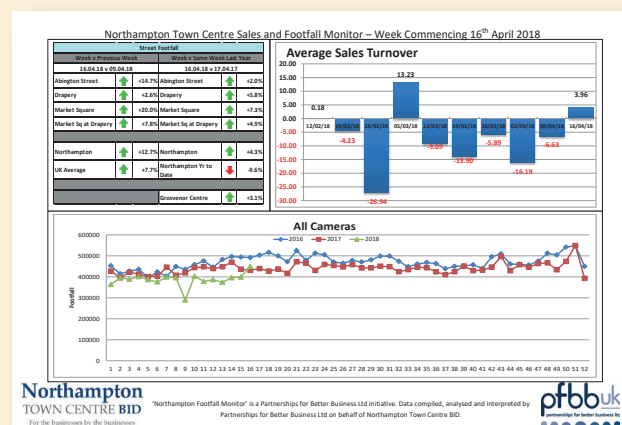 Northampton Town Centre Sales and Footfall Monitor – Week Commencing 16th April 2018
Street Footfall
Week v Previous Week Week v Same Week Last Year
16.04.18 v 09.04.18 16.04.18 v 17.04.17
Abington Street +14.7% Abington Street +2.0%
Drapery +2.6% Drapery +5.8%
Market Square +20.0% Market Square +7.3%
Market Sq at Drapery +7.8% Market Sq at Drapery +4.9%
Northampton +12.7% Northampton +4.3%
UK Average +7.7% Northampton Yr to Date -9.6%
Grosvenor Centre +3.1%
Average Sales Turnover
20.00
15.00
10.00
5.00
0.00
-5.00
-10.00
-15.00
-20.00
-25.00
-30.00
0.18 -4.23 -26.94 13.23 -9.09 -13.90 -5.89 -16.19 -6.63 3.96
12/02/18 19/02/18 26/02/18 05/03/18 12/03/18 19/03/18 26/03/18 02/04/18 09/04/18 16/04/18
All Cameras
2016 2017 2018
Footfall
600000
500000
400000
300000
200000
100000
0
1 2 3 4 5 6 7 8 9 10 11 12 13 14 15 16 17 18 19 20 21 22 23 24 25 26 27 28 29 30 31 32 33 34 35 36 37 38 39 40 41 42 43 44 45 46 47 48 49 50 51 52
Northampton
TOWN CENTRE BID
For the businesses by the businesses
'Northampton Footfall Monitor' is a Partnerships for Better Business Ltd initiative. Data compiled, analysed and interpreted by
Partnerships for Better Business Ltd on behalf of Northampton Town Centre BID.
pfbbuk
partnerships for better business ltd